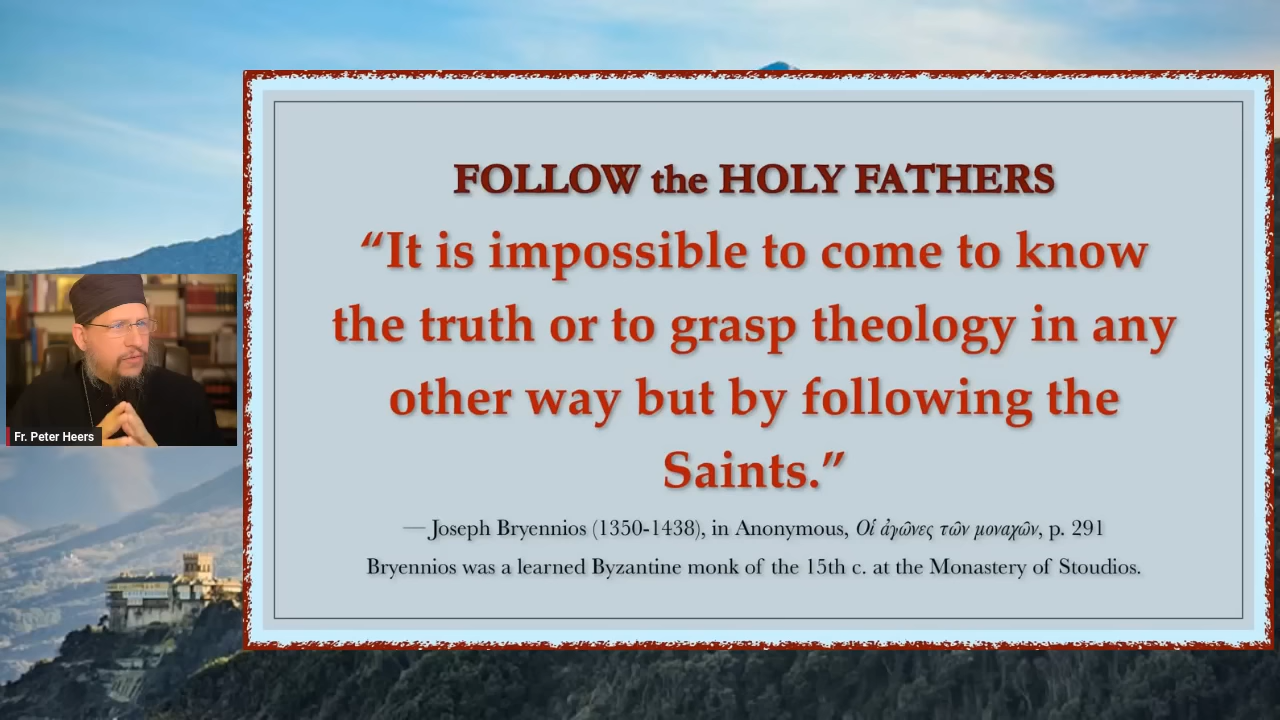 FOLLOW the HOLY FATHERS
“It is impossible to come to know
the truth or to grasp theology in any
other way but by following the
Saints.”
— Joseph Bryennios (1350-1438), in Anonymous, Οἱ ἀγῶνες τῶν μοναχῶν, p. 291
Bryennios was a learned Byzantine monk of the 15th c. at the Monastery of Stoudios.
Fr. Peter Heers